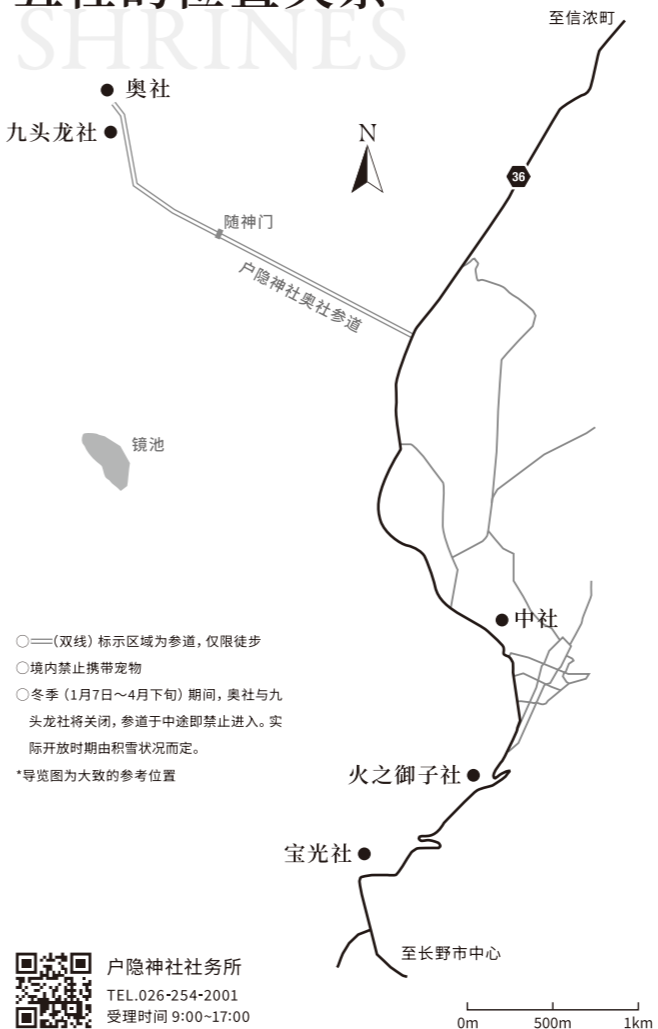 五社的位置关系
SHRINES
至信浓町
奥社
九头龙社
N
36
随神门
户隐神社奥社参道
镜池
中社
○══(双线) 标示区域为参道，仅限徒步
○境内禁止携带宠物
○冬季 (1月7日～4月下旬) 期间，奥社与九
头龙社将关闭，参道于中途即禁止进入。实
际开放时期由积雪状况而定。
*导览图为大致的参考位置
火之御子社
宝光社
至长野市中心
户隐神社社务所
TEL.026-254-2001
受理时间 9:00~17:00
0m 500m 1km